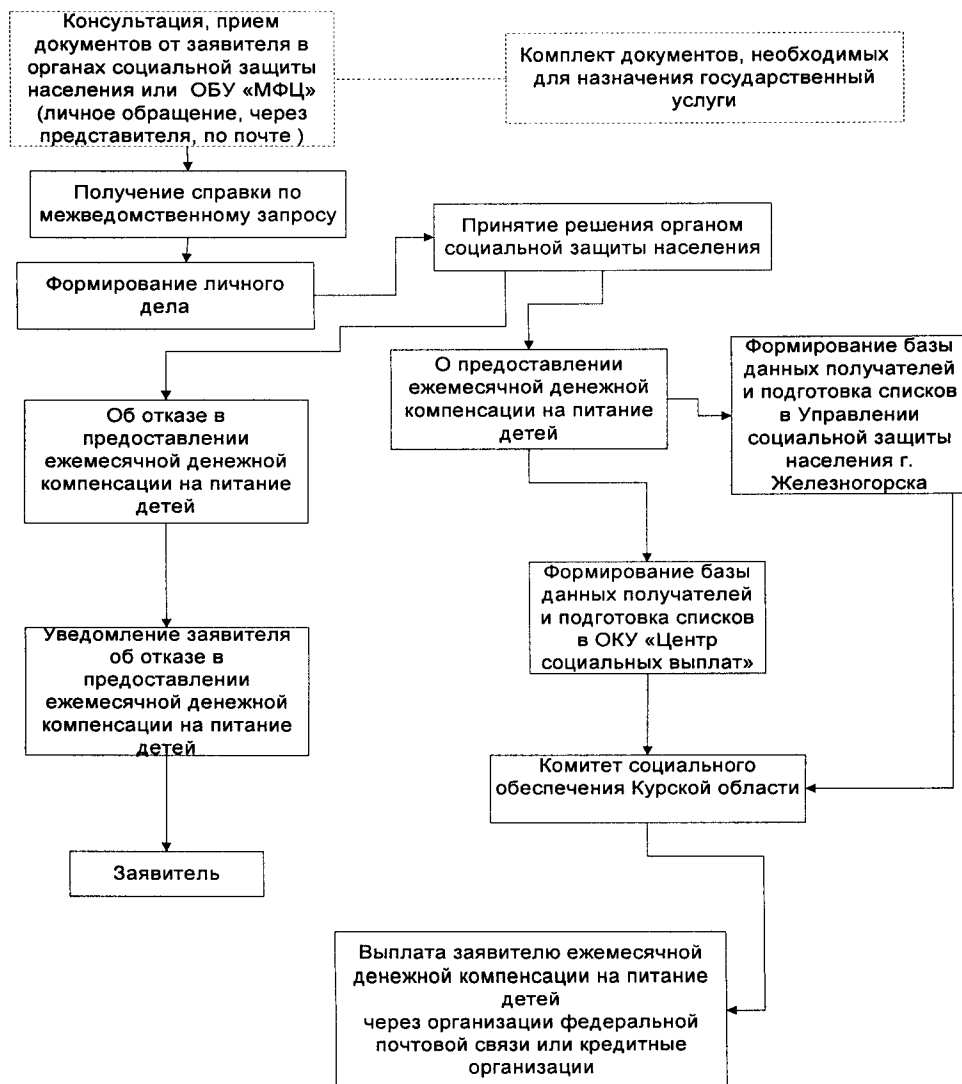 Консультация, прием
документов от заявителя в
органах социальной защиты
населения или ОБУ «МФЦ»
(личное обращение, через
представителя, по почте )
Комплект документов, необходимых
для назначения государственный
услуги
Получение справки по
межведомственному запросу
Принятие решения органом
социальной защиты населения
Формирование личного
дела
О предоставлении
ежемесячной денежной
компенсации на питание
детей
Формирование базы
данных получателей
и подготовка списков
в Управлении
социальной защиты
населения г.
Железногорска
Об отказе в
предоставлении
ежемесячной денежной
компенсации на питание
детей
Формирование базы
данных получателей
и подготовка списков
в ОКУ «Центр
социальных выплат»
Уведомление заявителя
об отказе в
предоставлении
ежемесячной денежной
компенсации на питание
детей
Комитет социального
обеспечения Курской области
Заявитель
Выплата заявителю ежемесячной
денежной компенсации на питание
детей
через организации федеральной
почтовой связи или кредитные
организации